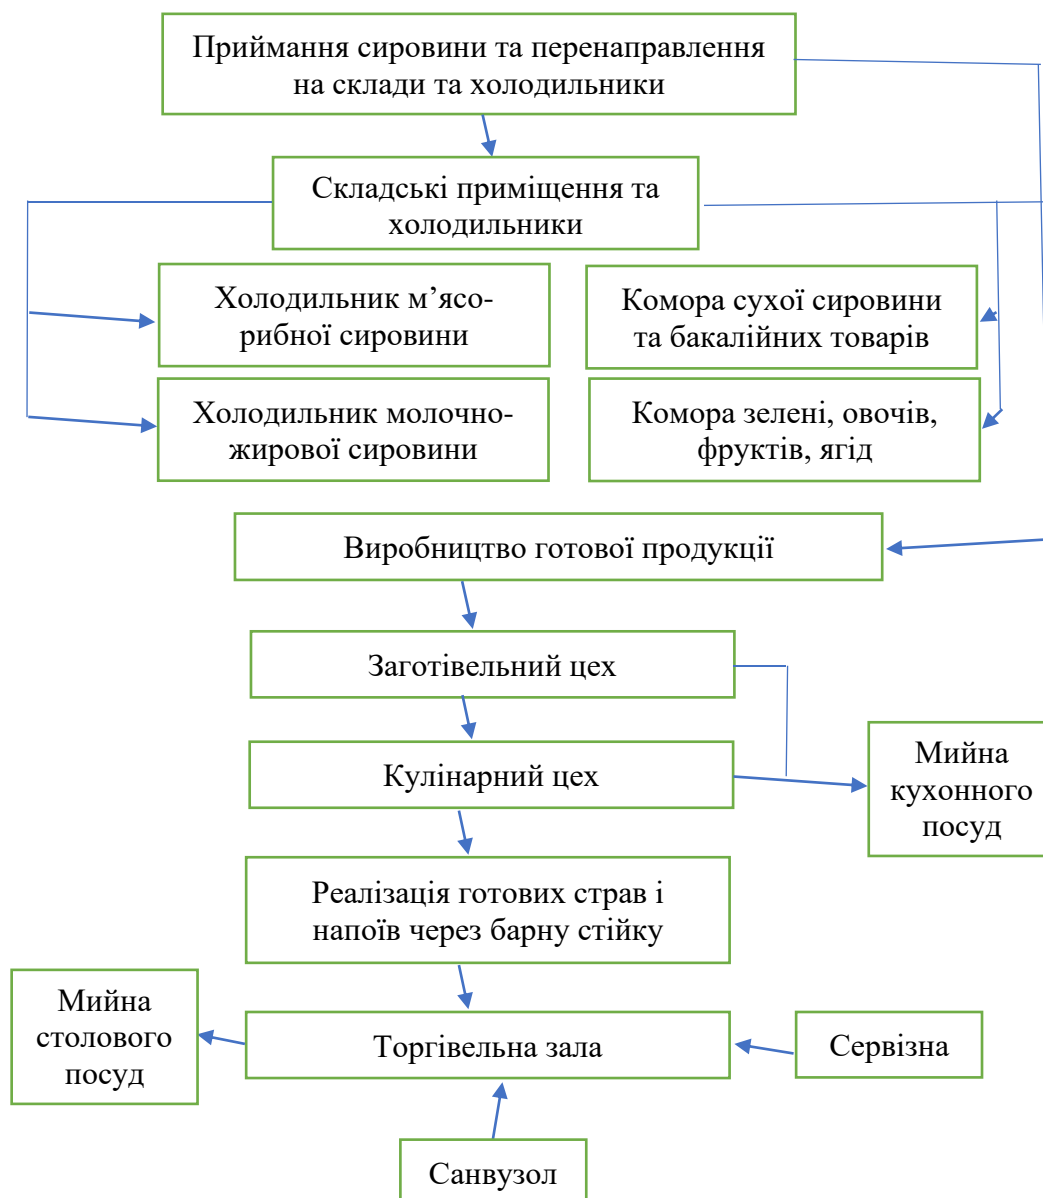 Приймання сировини та перенаправлення
на склади та холодильники
Складські приміщення та
холодильники
Холодильник м’ясо-
рибної сировини
Комора сухої сировини
та бакалійних товарів
Холодильник молочно-
жирової сировини
Комора зелені, овочів,
фруктів, ягід
Виробництво готової продукції
Заготівельний цех
Кулінарний цех
Мийна
кухонного
посуд
Реалізація готових страв і
напоїв через барну стійку
Мийна
столового
посуд
Торгівельна зала
Сервізна
Санвузол